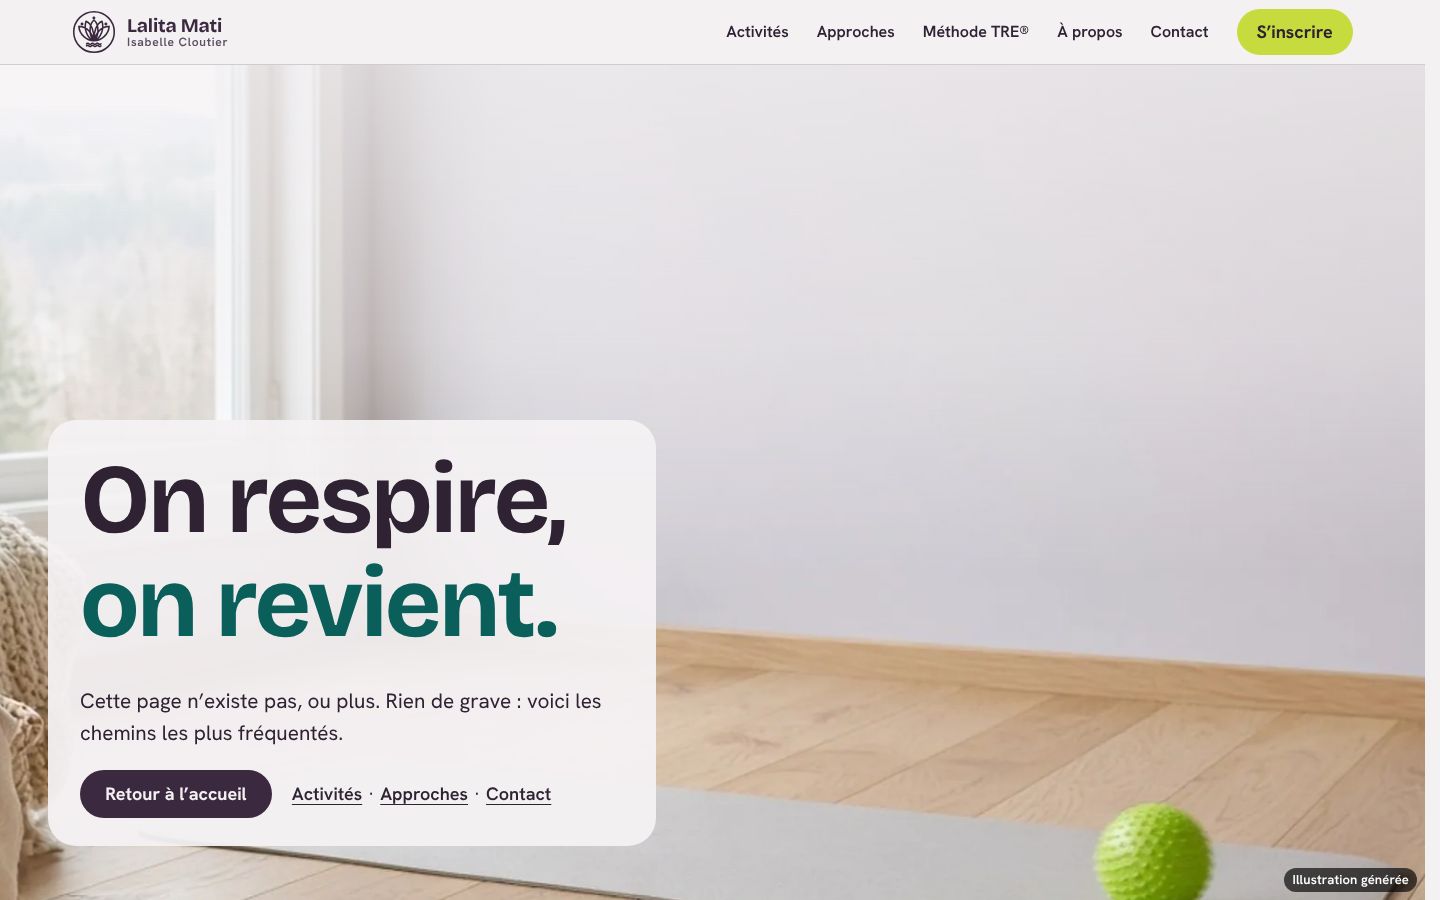 Lalita Mati
Isabelle Cloutier
Activités
Approches
Méthode TRE®
À propos
Contact
S’inscrire
On respire,
on revient.
Cette page n’existe pas, ou plus. Rien de grave : voici les
chemins les plus fréquentés.
Retour à l’accueil
Activités · Approches · Contact
Illustration générée